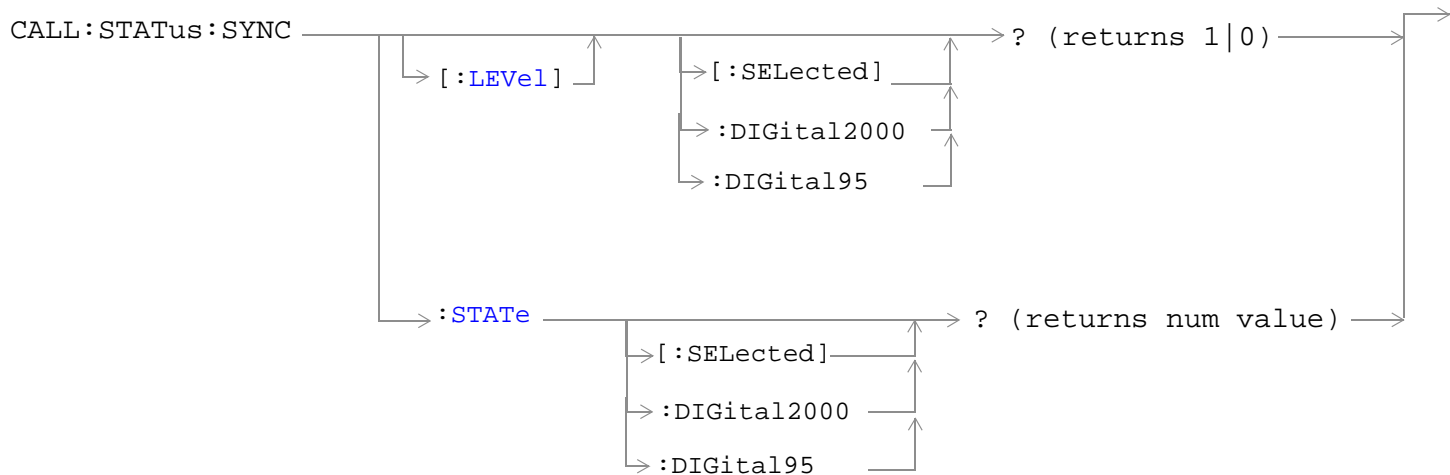 CALL:STATus:SYNC ? (returns 1|0)
[:LEVel] [:SELected]
:DIGital2000
:DIGital95
:STATe ? (returns num value)
[:SELected]
:DIGital2000
:DIGital95